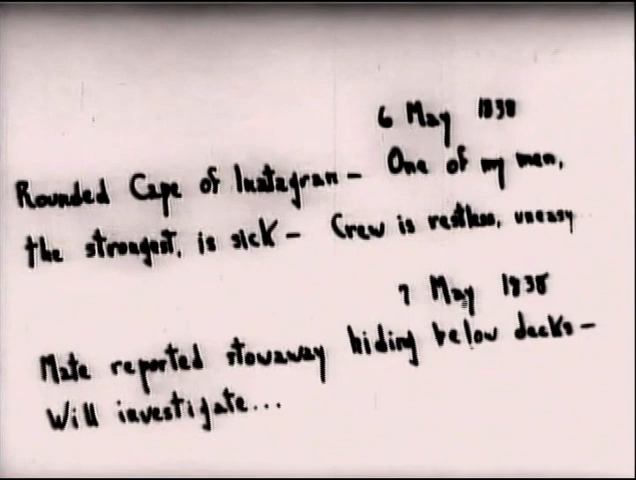 6 May 1838
Rounded Cape of – One of my men,
the strongest, is sick – Crew is restless, uneasy
7 May 1838
Mate reported stowaway hiding below decks –
Will investigate...